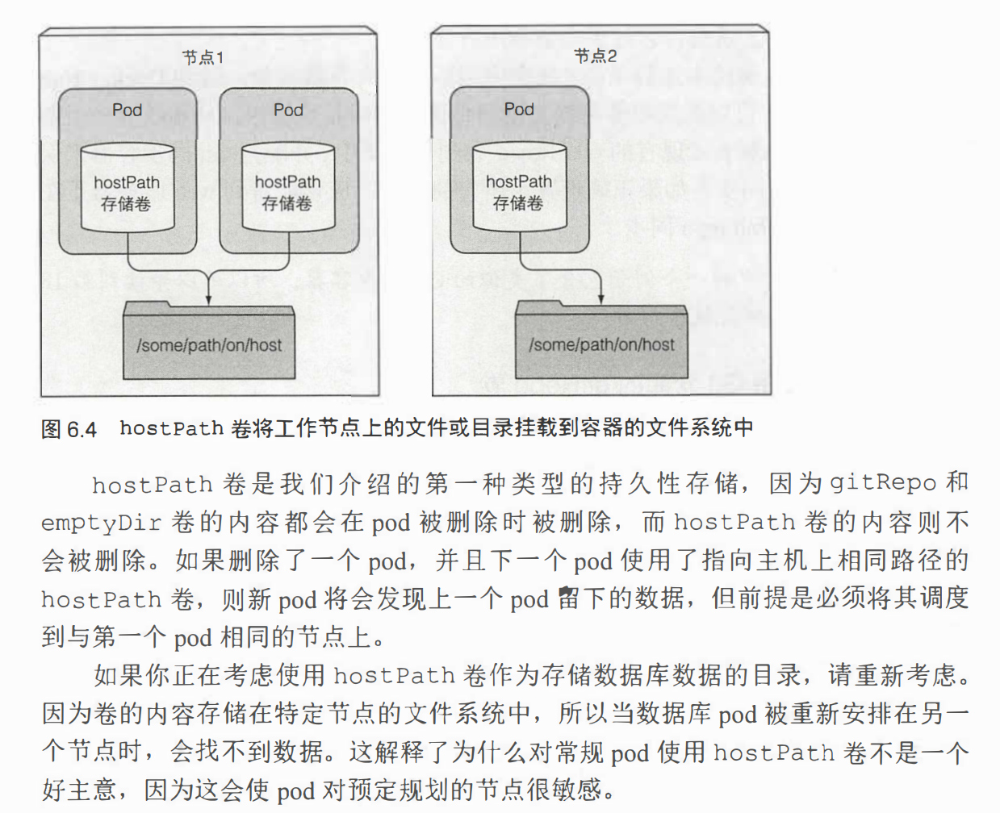 节点1
Pod
Pod
hostPath
存储卷
hostPath
存储卷
/some/path/on/host
节点2
Pod
hostPath
存储卷
/some/path/on/host
图 6.4 hostPath 卷将工作节点上的文件或目录挂载到容器的文件系统中
hostPath 卷是我们介绍的第一种类型的持久性存储，因为 gitRepo 和
emptyDir 卷的内容都会在 pod 被删除时被删除，而 hostPath 卷的内容则不
会被删除。如果删除了一个 pod，并且下一个 pod 使用了指向主机上相同路径的
hostPath 卷，则新 pod 将会发现上一个 pod 留下的数据，但前提是必须将其调度
到与第一个 pod 相同的节点上。
如果你正在考虑使用 hostPath 卷作为存储数据库数据的目录，请重新考虑。
因为卷的内容存储在特定节点的文件系统中，所以当数据库 pod 被重新安排在另一
个节点时，会找不到数据。这解释了为什么对常规 pod 使用 hostPath 卷不是一个
好主意，因为这会使 pod 对预定规划的节点很敏感。